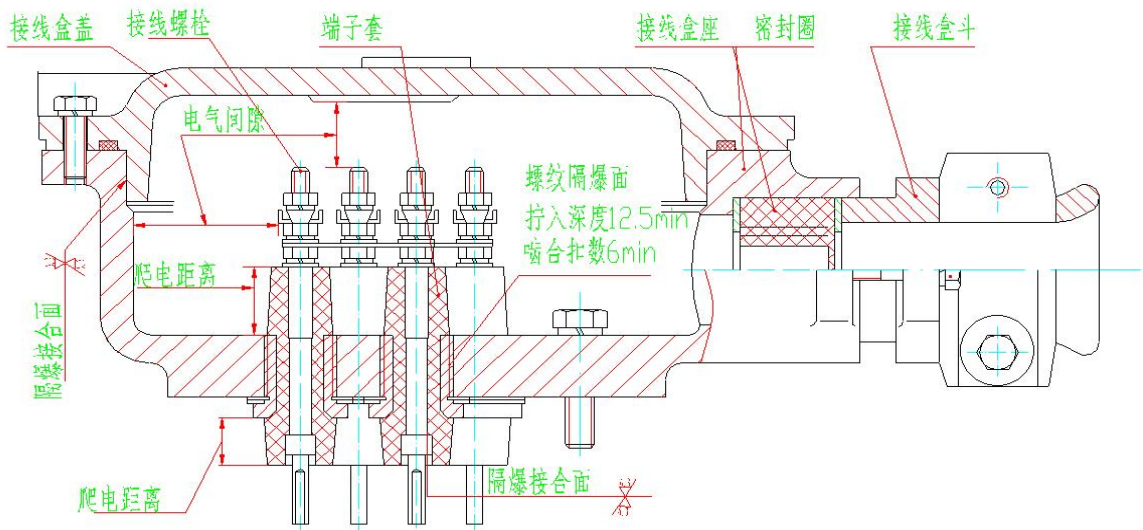 接线盒盖
接线螺栓
端子套
接线盒座
密封圈
接线盒斗
电气间隙
螺纹隔爆面
拧入深度12.5min
啮合扣数6min
爬电距离
隔爆接合面
爬电距离
隔爆接合面